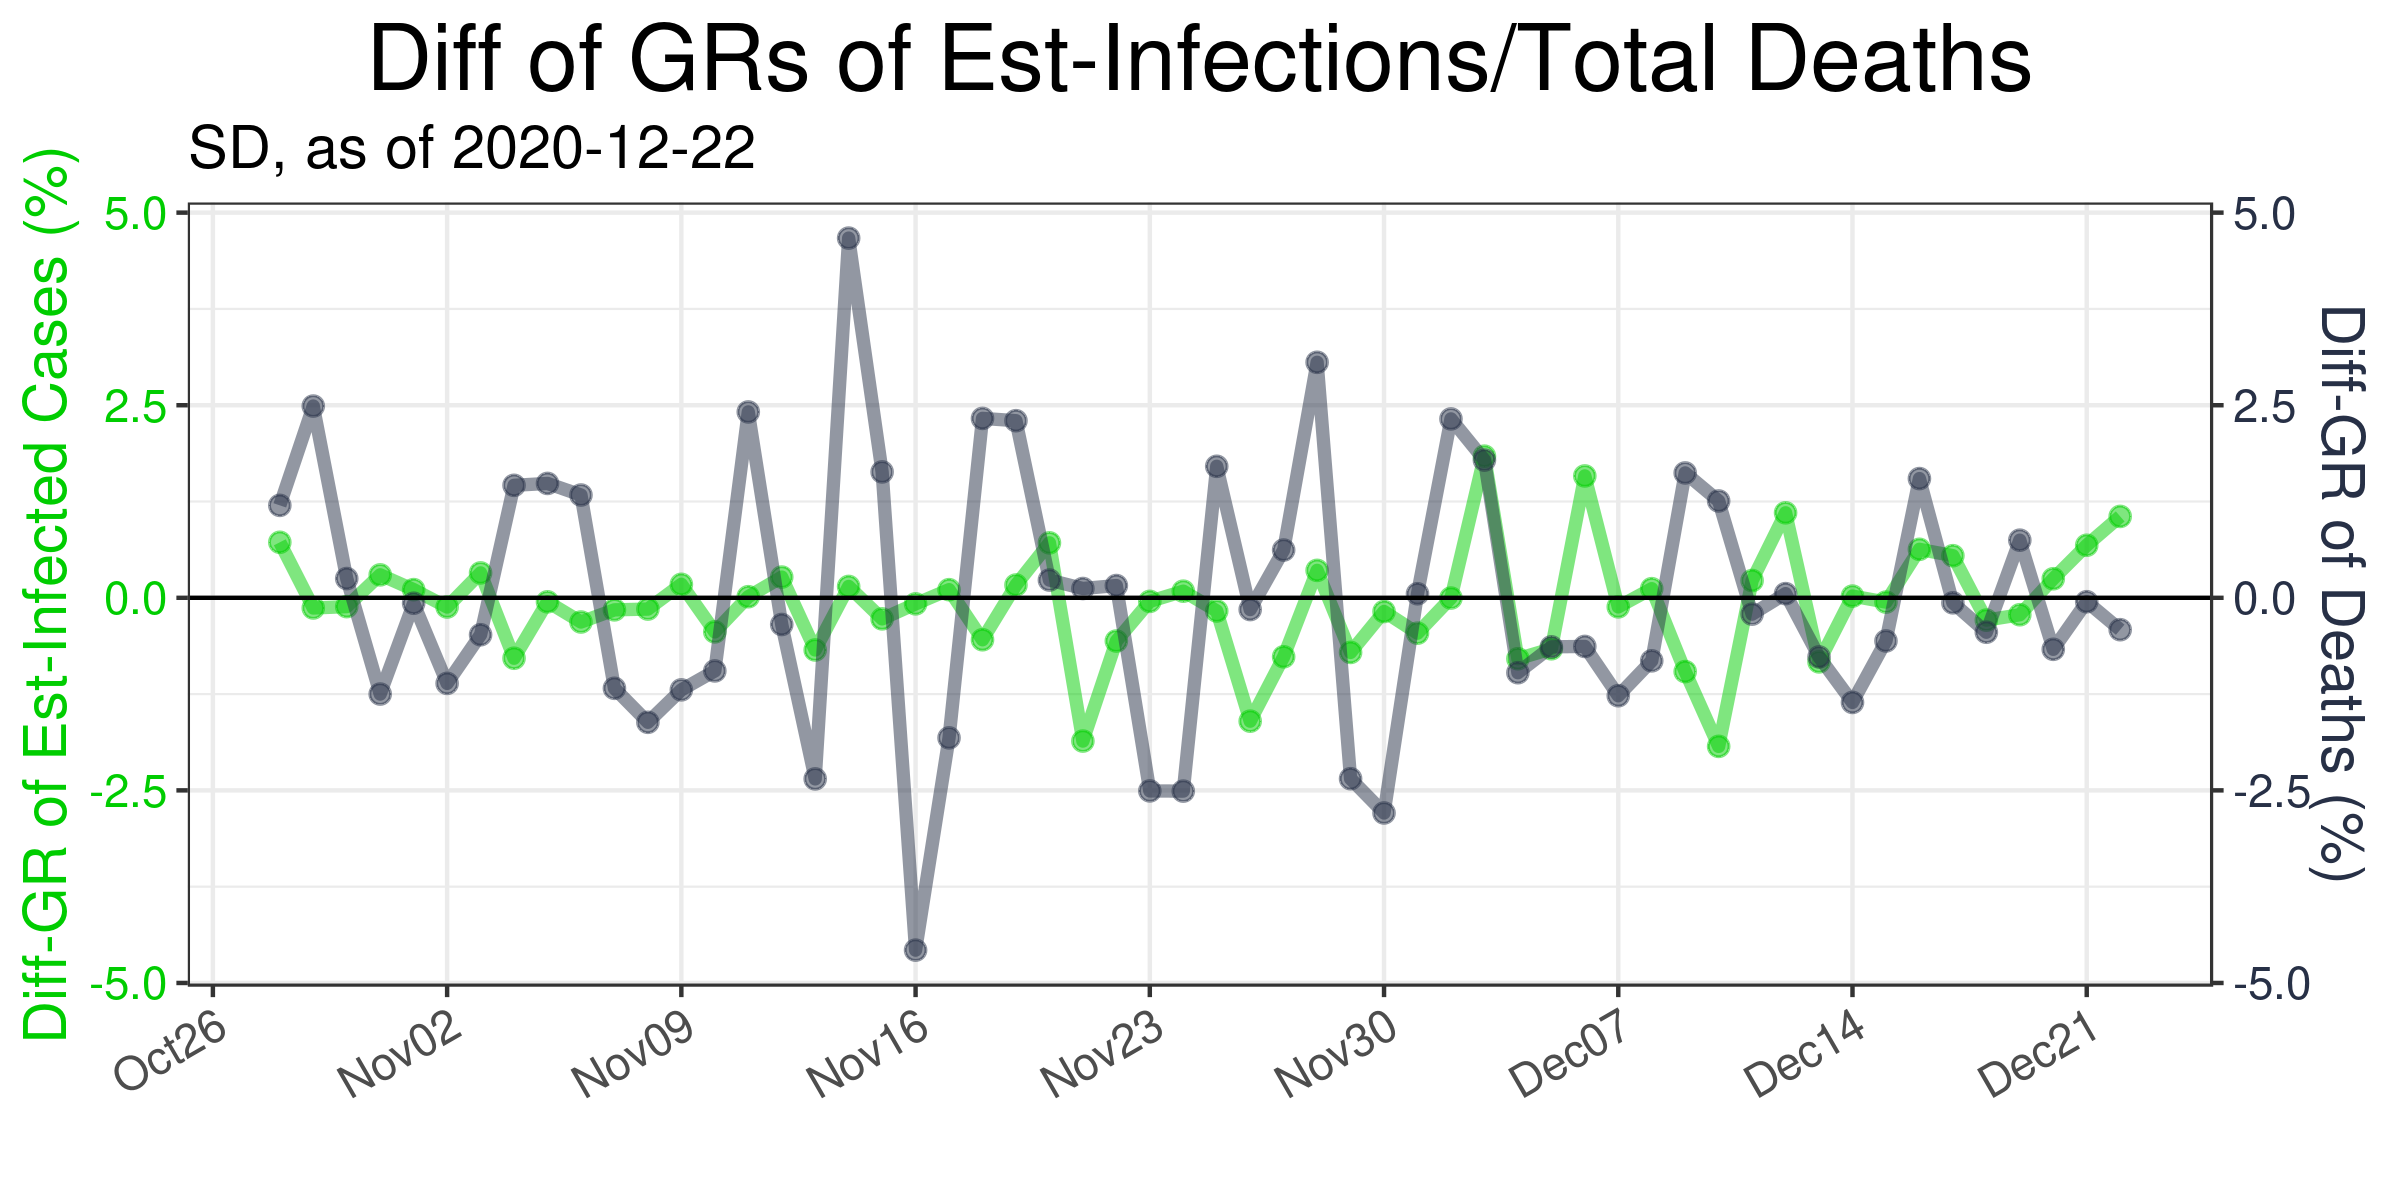 Diff of GRs of Est-Infections/Total Deaths
SD, as of 2020-12-22
Diff-GR of Est-Infected Cases (%)
5.0
2.5
0.0
-2.5
-5.0
5.0
2.5
0.0
-2.5
-5.0
Diff-GR of Deaths (%)
Oct26 Nov02 Nov09 Nov16 Nov23 Nov30 Dec07 Dec14 Dec21